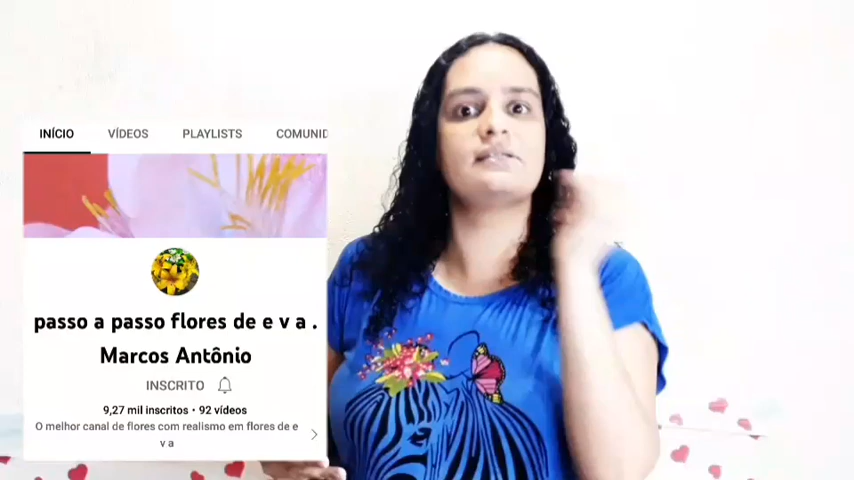 INÍCIO VÍDEOS PLAYLISTS COMUNID
passo a passo flores de e v a .
Marcos Antônio
INSCRITO
9,27 mil inscritos • 92 vídeos
O melhor canal de flores com realismo em flores de e
v a